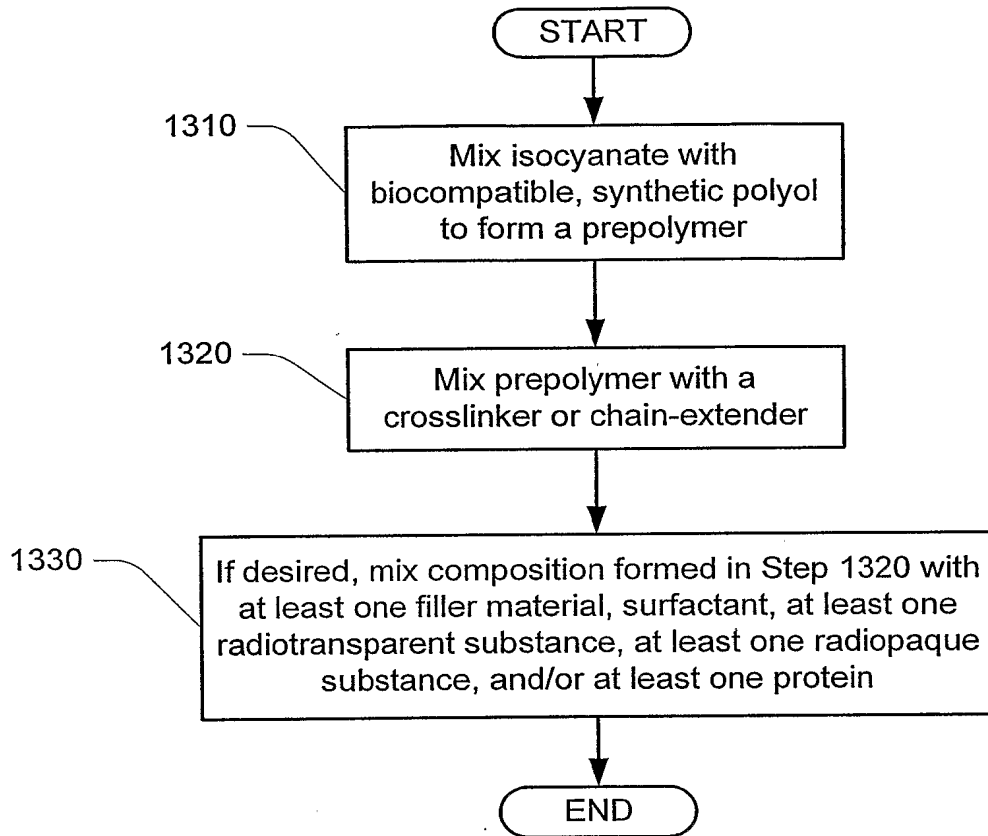 START
1310
Mix isocyanate with
biocompatible, synthetic polyol
to form a prepolymer
1320
Mix prepolymer with a
crosslinker or chain-extender
1330
If desired, mix composition formed in Step 1320 with
at least one filler material, surfactant, at least one
radiotransparent substance, at least one radiopaque
substance, and/or at least one protein
END